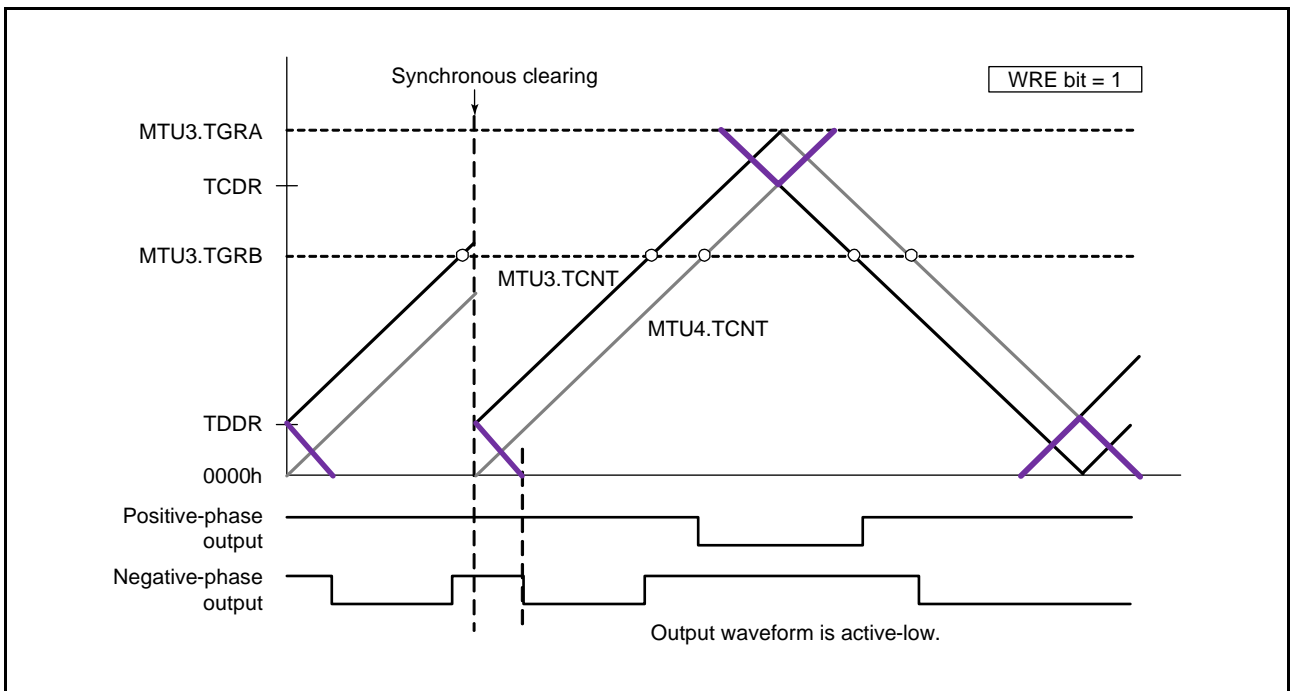 Synchronous clearing
WRE bit = 1
MTU3.TGRA
TCDR
MTU3.TGRB
MTU3.TCNT
MTU4.TCNT
TDDR
0000h
Positive-phase
output
Negative-phase
output
Output waveform is active-low.